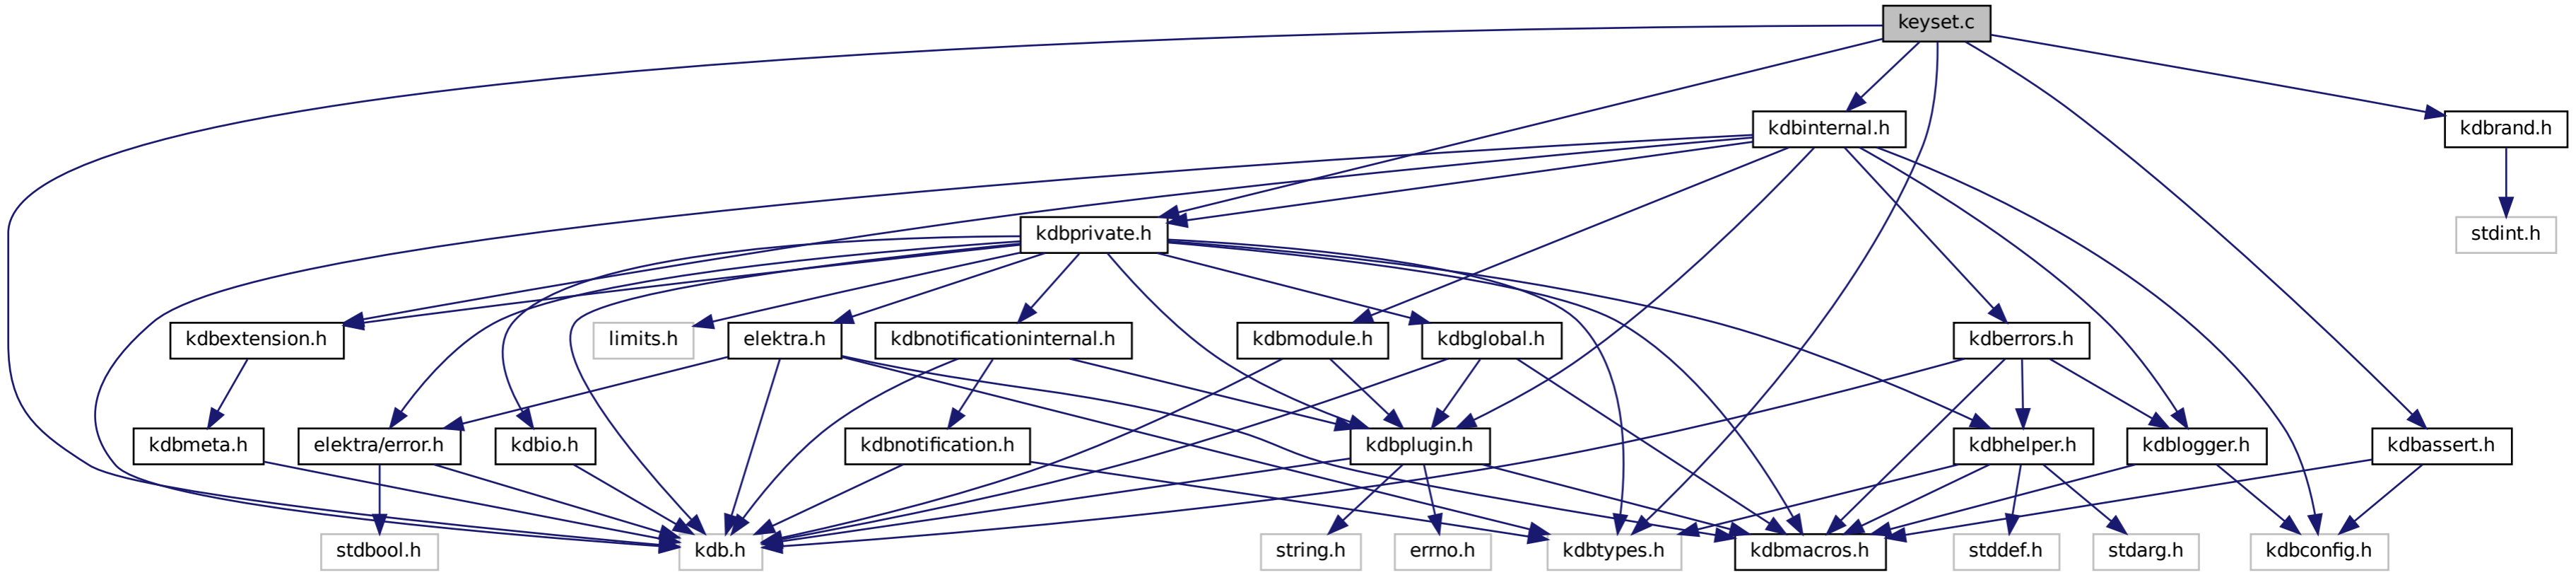 keyset.c
kdbinternal.h
kdbrand.h
kdbprivate.h
stdint.h
kdbextension.h
limits.h
elektra.h
kdbnotificationinternal.h
kdbmodule.h
kdbglobal.h
kdberrors.h
kdbmeta.h
elektra/error.h
kdbio.h
kdbnotification.h
kdbplugin.h
kdbhelper.h
kdblogger.h
kdbassert.h
stdbool.h
kdb.h
string.h
errno.h
kdbtypes.h
kdbmacros.h
stddef.h
stdarg.h
kdbconfig.h